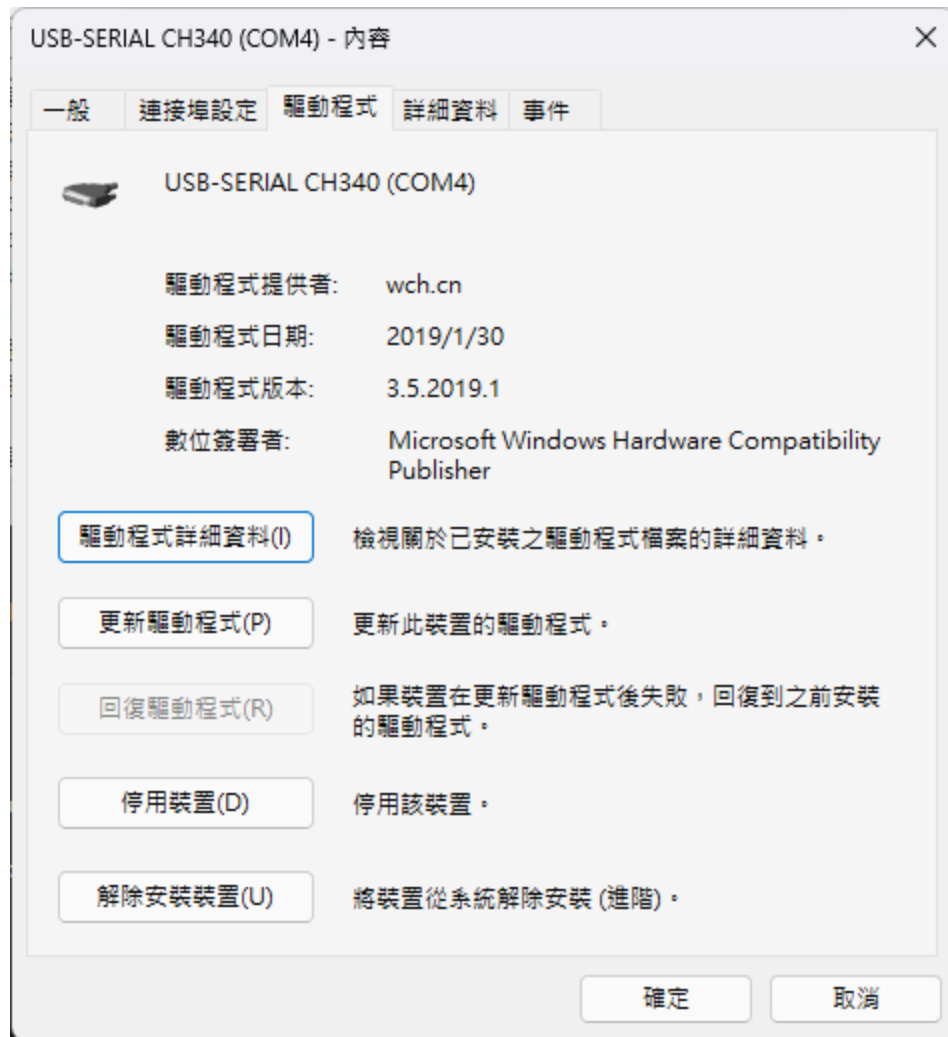 USB-SERIAL CH340 (COM4) - 內容
一般 連接埠設定 驅動程式 詳細資料 事件
USB-SERIAL CH340 (COM4)
驅動程式提供者: wch.cn
驅動程式日期: 2019/1/30
驅動程式版本: 3.5.2019.1
數位簽署者: Microsoft Windows Hardware Compatibility
Publisher
驅動程式詳細資料(I) 檢視關於已安裝之驅動程式檔案的詳細資料。
更新驅動程式(P) 更新此裝置的驅動程式。
回復驅動程式(R) 如果裝置在更新驅動程式後失敗，回復到之前安裝
的驅動程式。
停用裝置(D) 停用該裝置。
解除安裝裝置(U) 將裝置從系統解除安裝 (進階)。
確定 取消